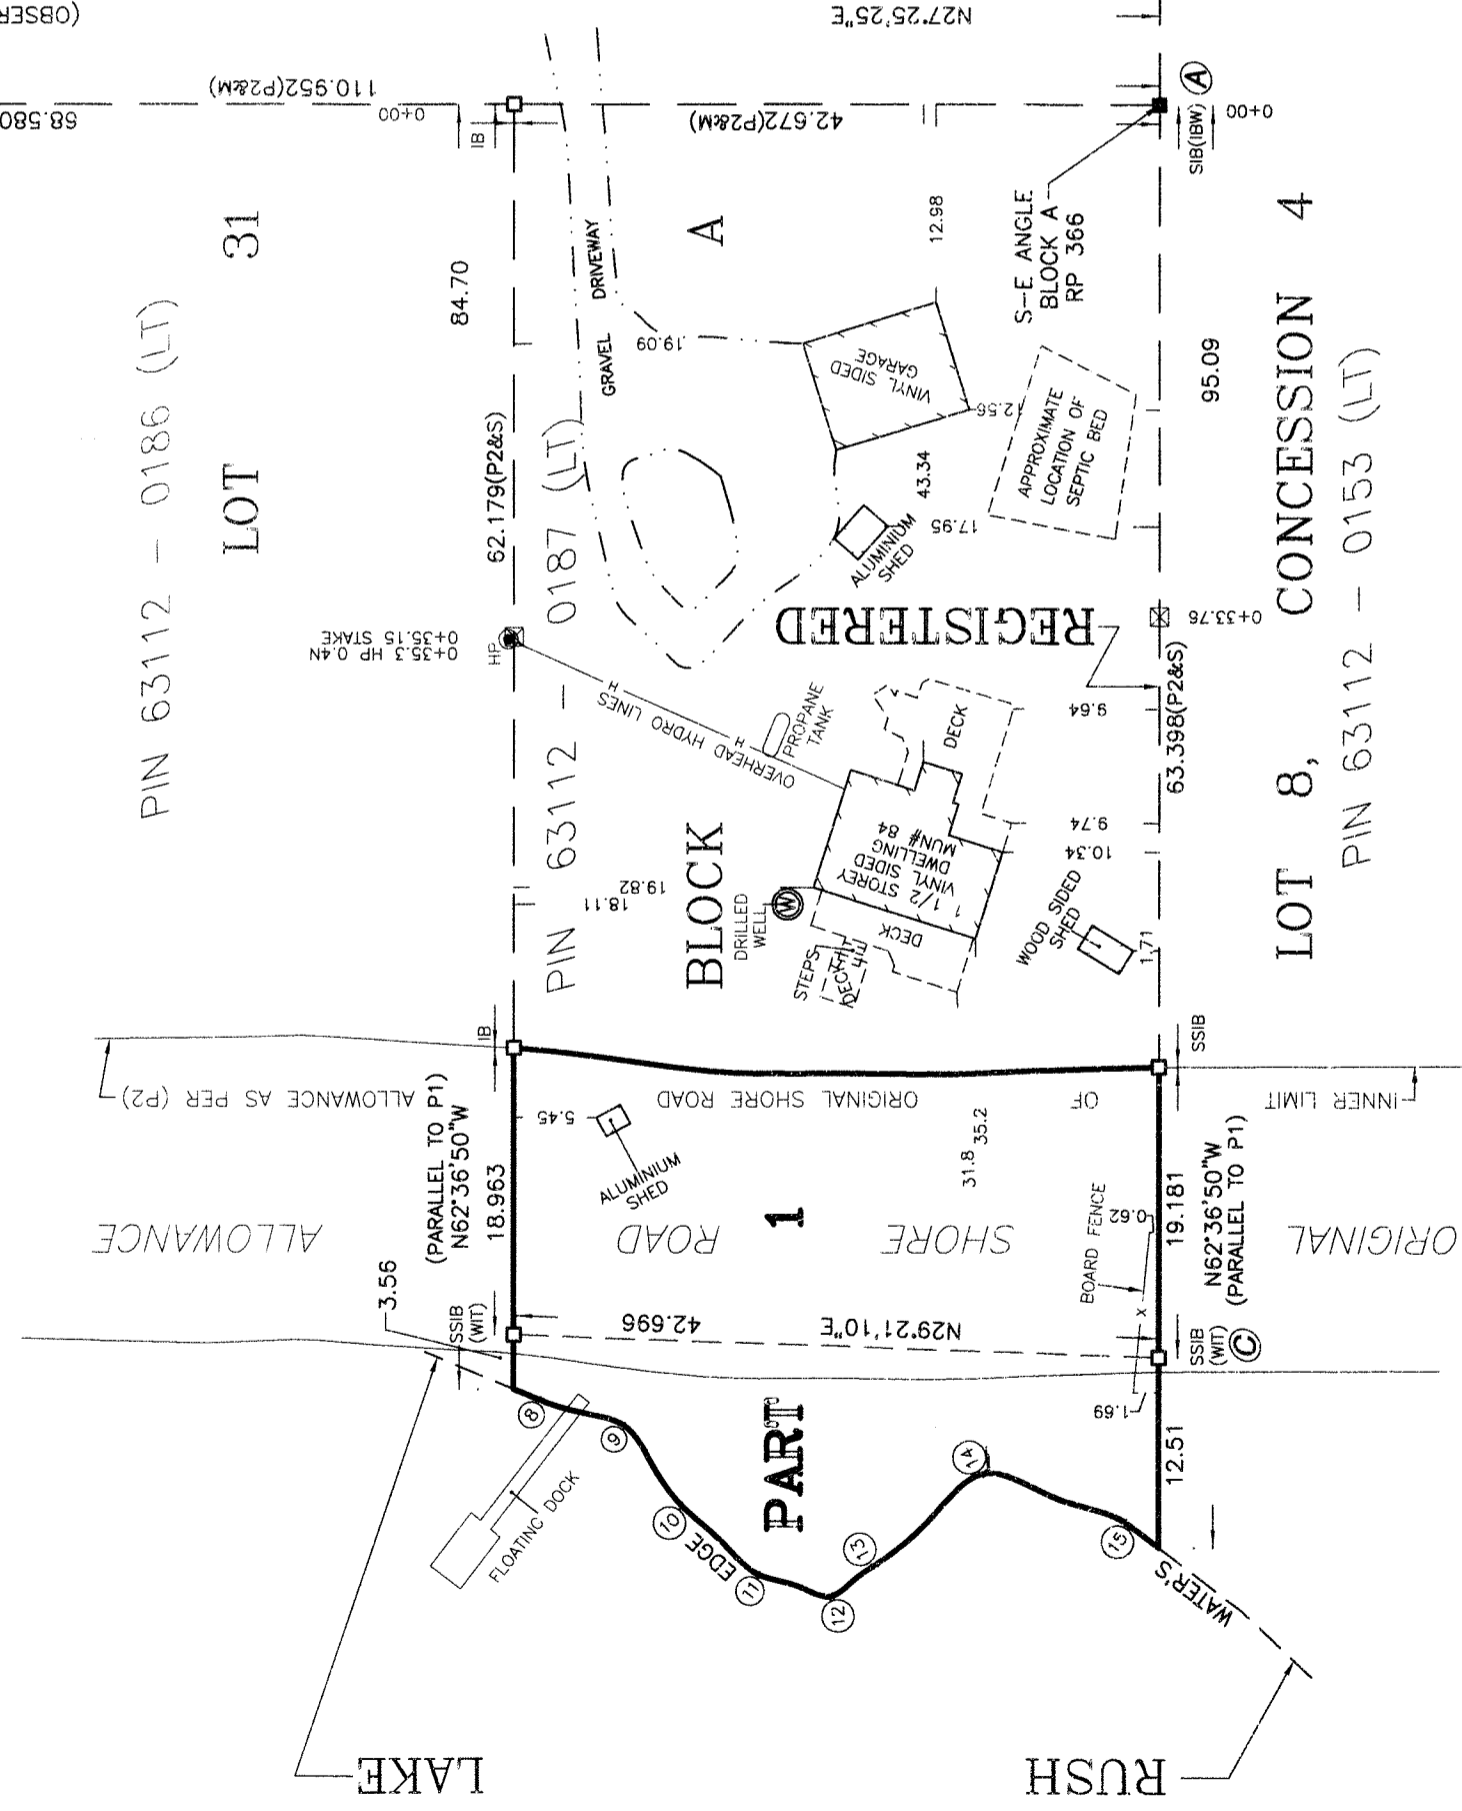 (OBSER
N27°25'25"E
68.580
110.952(P2&M)
0+00
IB
42.672(P2&M)
SIB(IBW)
A
0+00
LOT 31
PIN 63112 - 0186 (LT)
84.70
62.179(P2&S)
GRAVEL DRIVEWAY
19.09
A
12.98
VINYL SIDED
GARAGE
12.56
S-E ANGLE
BLOCK A
RP 366
APPROXIMATE
LOCATION OF
SEPTIC BED
95.09
LOT 8, CONCESSION 4
PIN 63112 - 0153 (LT)
PIN 63112 - 0187 (LT)
0+35.3 HP 0.4N
0+35.15 STAKE
HP
43.34
17.95
ALUMINIUM
SHED
REGISTERED
0+33.76
63.398(P2&S)
OVERHEAD HYDRO LINES
H
H
PROPANE
TANK
DECK
9.64
9.74
10.34
1 1/2 STOREY
VINYL SIDED
DWELLING
MUN# 84
DECK
19.82
18.11
BLOCK
DRILLED
WELL
W
STEPS
DECK
WOOD SIDED
SHED
1.71
IB
SSIB
ALLOWANCE AS PER (P2)
ORIGINAL SHORE ROAD
OF
INNER LIMIT
(PARALLEL TO P1)
N62°36'50"W
18.963
5.45
ALUMINIUM
SHED
31.8
35.2
19.181
N62°36'50"W
(PARALLEL TO P1)
ALLOWANCE
ROAD
SHORE
ORIGINAL
PART 1
BOARD FENCE
0.62
X
3.56
SSIB
(WIT)
42.696
N29°21'10"E
SSIB
(WIT)
C
1.69
12.51
8
9
10
11
12
13
14
15
FLOATING DOCK
WATER'S
EDGE
LAKE
RUSH